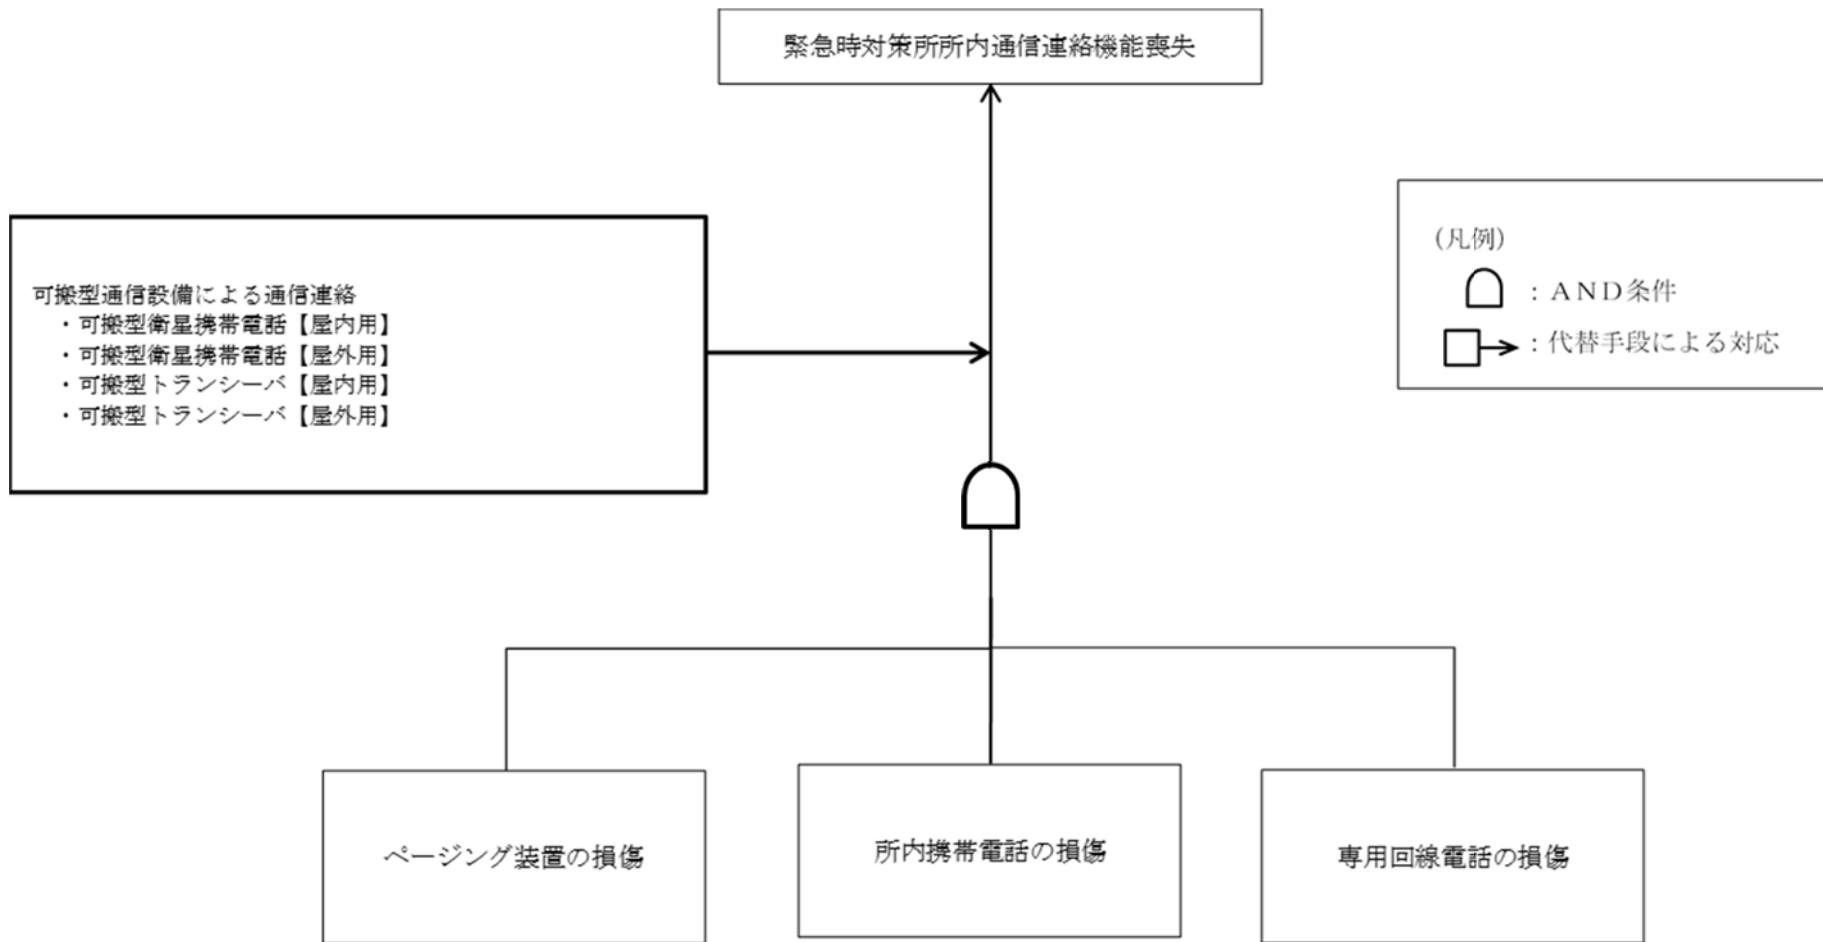 緊急時対策所所内通信連絡機能喪失
可搬型通信設備による通信連絡
・可搬型衛星携帯電話【屋内用】
・可搬型衛星携帯電話【屋外用】
・可搬型トランシーバ【屋内用】
・可搬型トランシーバ【屋外用】
(凡例)
：ＡＮＤ条件
：代替手段による対応
ページング装置の損傷
所内携帯電話の損傷
専用回線電話の損傷